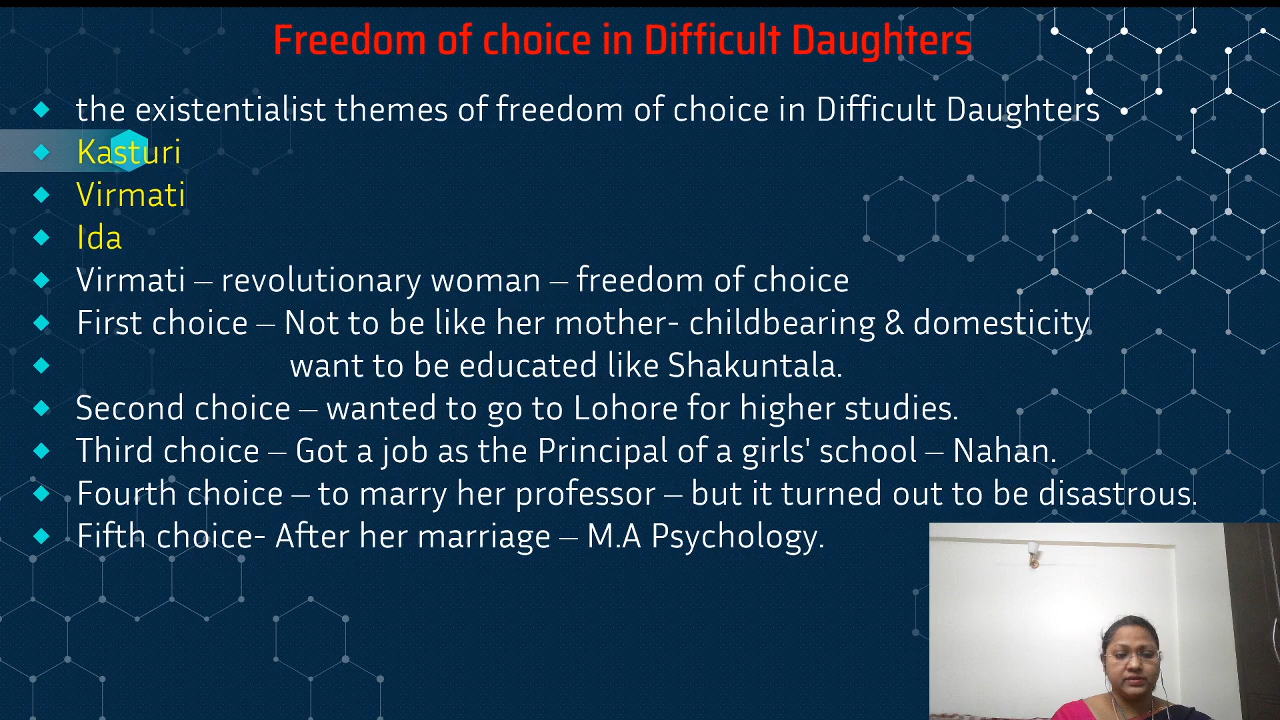 Freedom of choice in Difficult Daughters
the existentialist themes of freedom of choice in Difficult Daughters
Kasturi
Virmati
Ida
Virmati – revolutionary woman – freedom of choice
First choice – Not to be like her mother- childbearing & domesticity
want to be educated like Shakuntala.
Second choice – wanted to go to Lohore for higher studies.
Third choice – Got a job as the Principal of a girls' school – Nahan.
Fourth choice – to marry her professor – but it turned out to be disastrous.
Fifth choice- After her marriage – M.A Psychology.